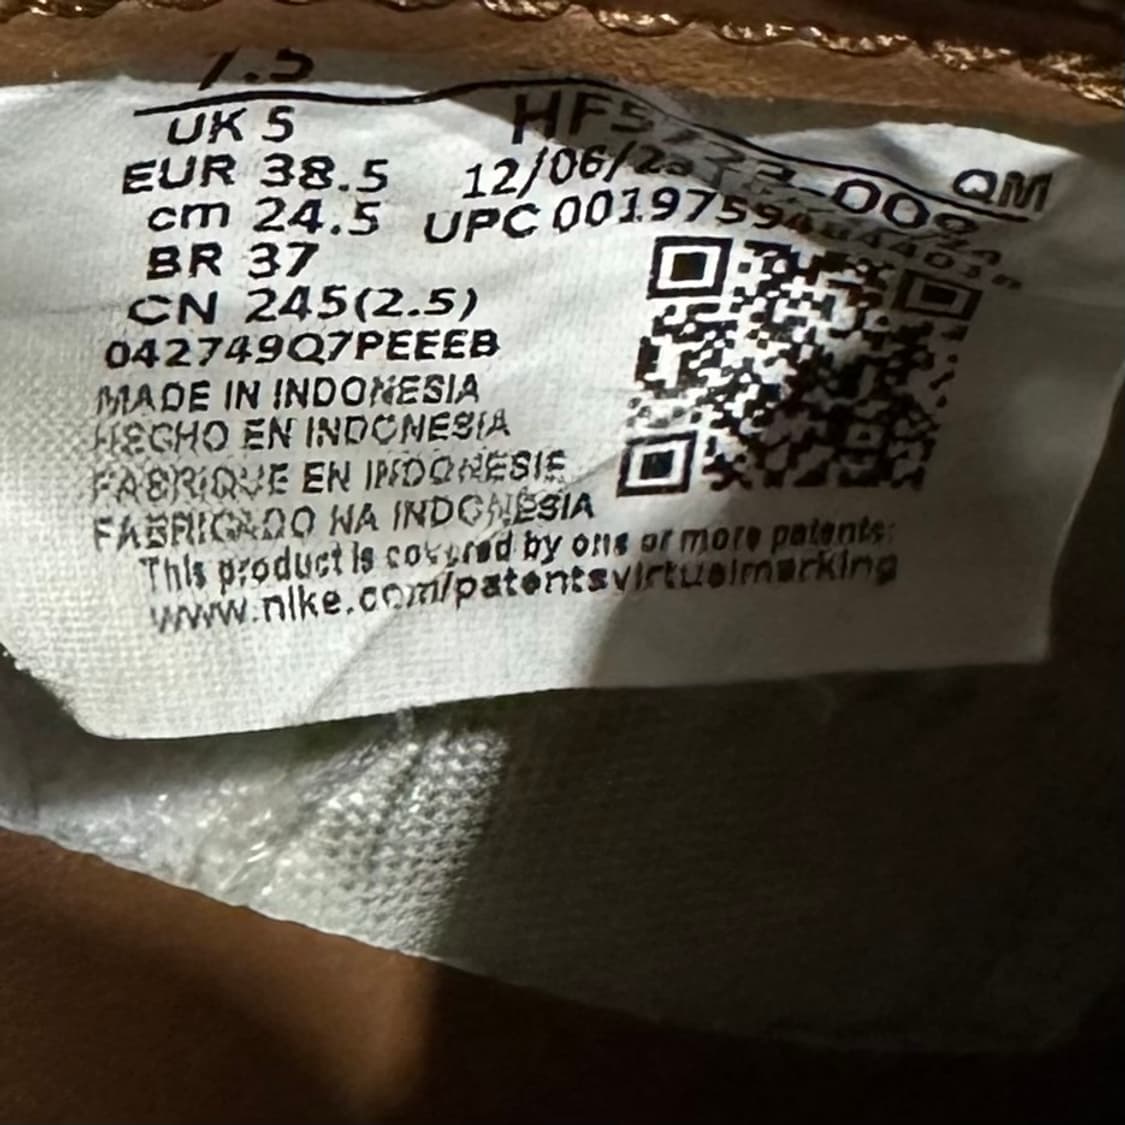 7.5
UK 5
EUR 38.5
cm 24.5
BR 37
CN 245(2.5)
042749Q7PEEEB
QM
MADE IN INDONESIA
HECHO EN INDONESIA
FABRIQUE EN INDONESIE
FABRICADO NA INDONESIA
This product is covered by one or more patents:
www.nike.com/patentsvirtualmarking